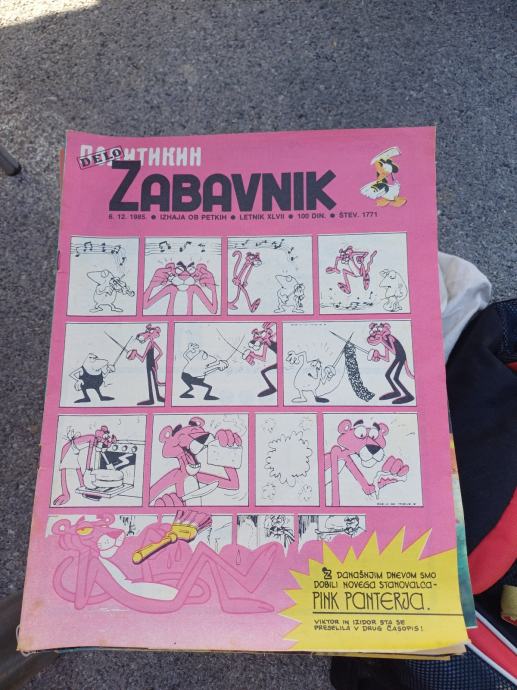 ПОЛИТИКИН
DELO
ZABAVNIK
6. 12. 1985. ● IZHAJA OB PETKIH ● LETNIK XLVII ● 100 DIN. ● ŠTEV. 1771
Z DANAŠNJIM DNEVOM SMO
DOBILI NOVEGA STANOVALCA-
PINK PANTERJA.
VIKTOR IN IZIDOR STA SE
PRESELILA V DRUG ČASOPIS!